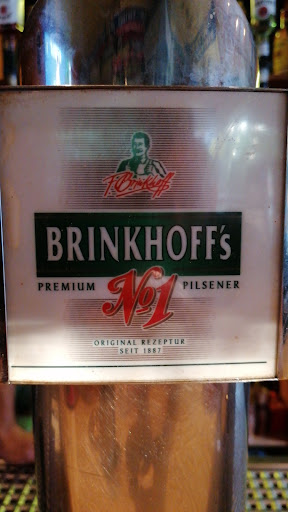 F. Brinkhoff
BRINKHOFF's
PREMIUM No1 PILSENER
ORIGINAL REZEPTUR
SEIT 1887